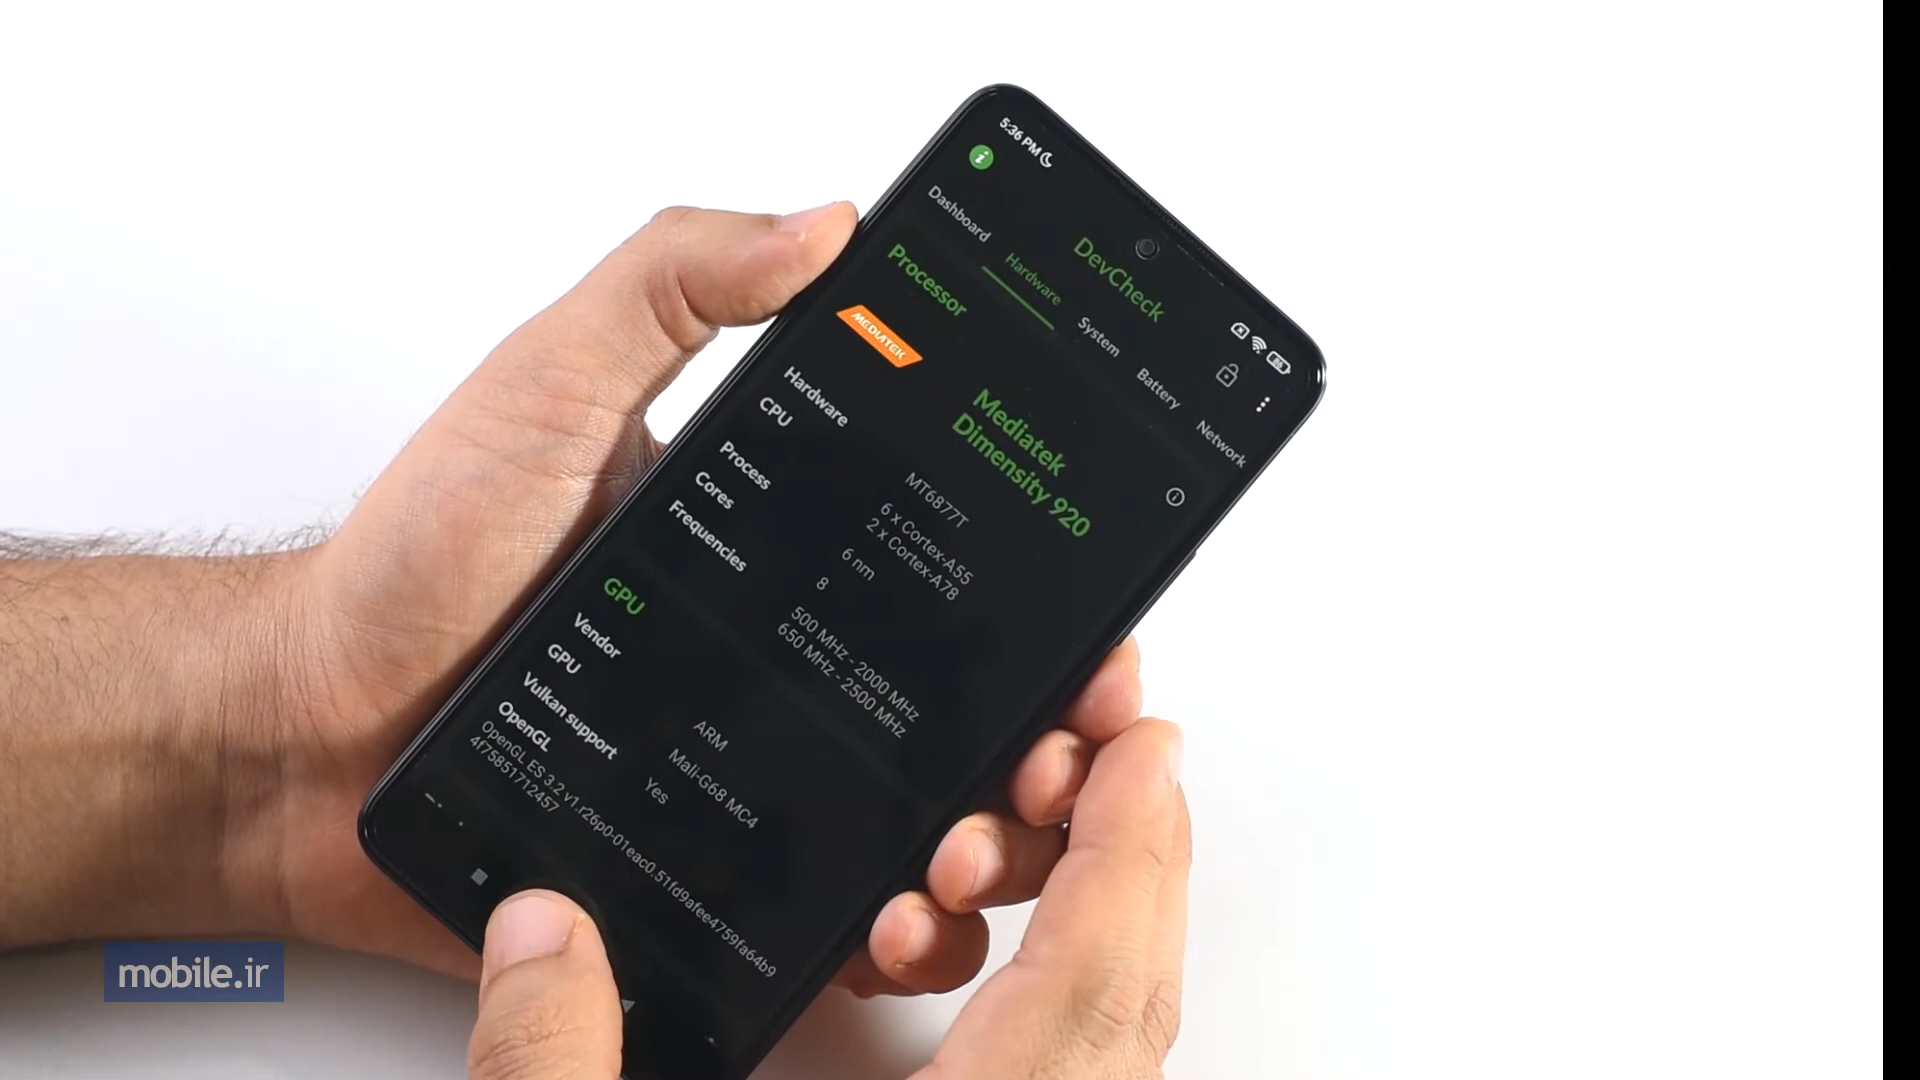 5:36 PM
86
DevCheck
Dashboard
Hardware
System
Battery
Network
Processor
MEDIATEK
Mediatek
Dimensity 920
Hardware
MT6877T
CPU
6 x Cortex-A55
2 x Cortex-A78
Process
6 nm
Cores
8
Frequencies
500 MHz - 2000 MHz
650 MHz - 2500 MHz
GPU
Vendor
ARM
GPU
Mali-G68 MC4
Vulkan support
Yes
OpenGL
OpenGL ES 3.2 v1.r26p0-01eac0.51fd9afee4759fa64b9
4f75851712457
mobile.ir